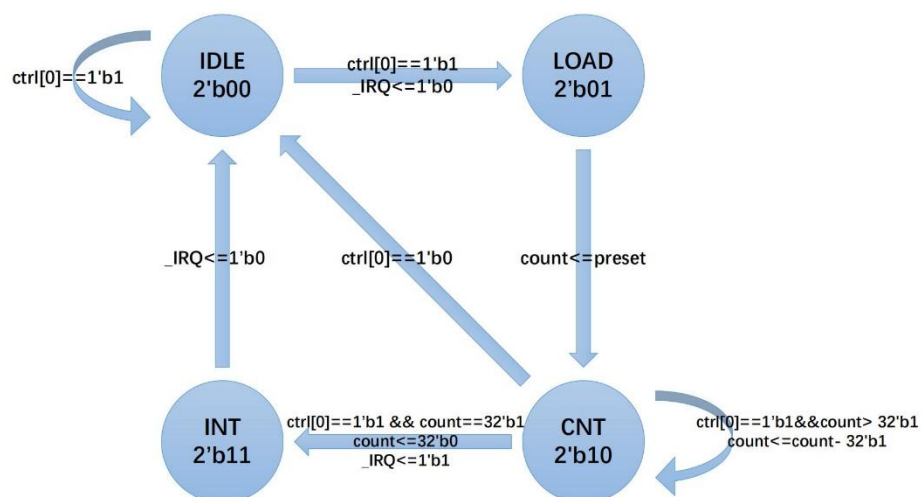 IDLE
2'b00
ctrl[0]==1'b1
ctrl[0]==1'b1
_IRQ<=1'b0
LOAD
2'b01
_IRQ<=1'b0
ctrl[0]==1'b0
count<=preset
INT
2'b11
ctrl[0]==1'b1 && count==32'b1
count<=32'b0
_IRQ<=1'b1
CNT
2'b10
ctrl[0]==1'b1&&count> 32'b1
count<=count- 32'b1